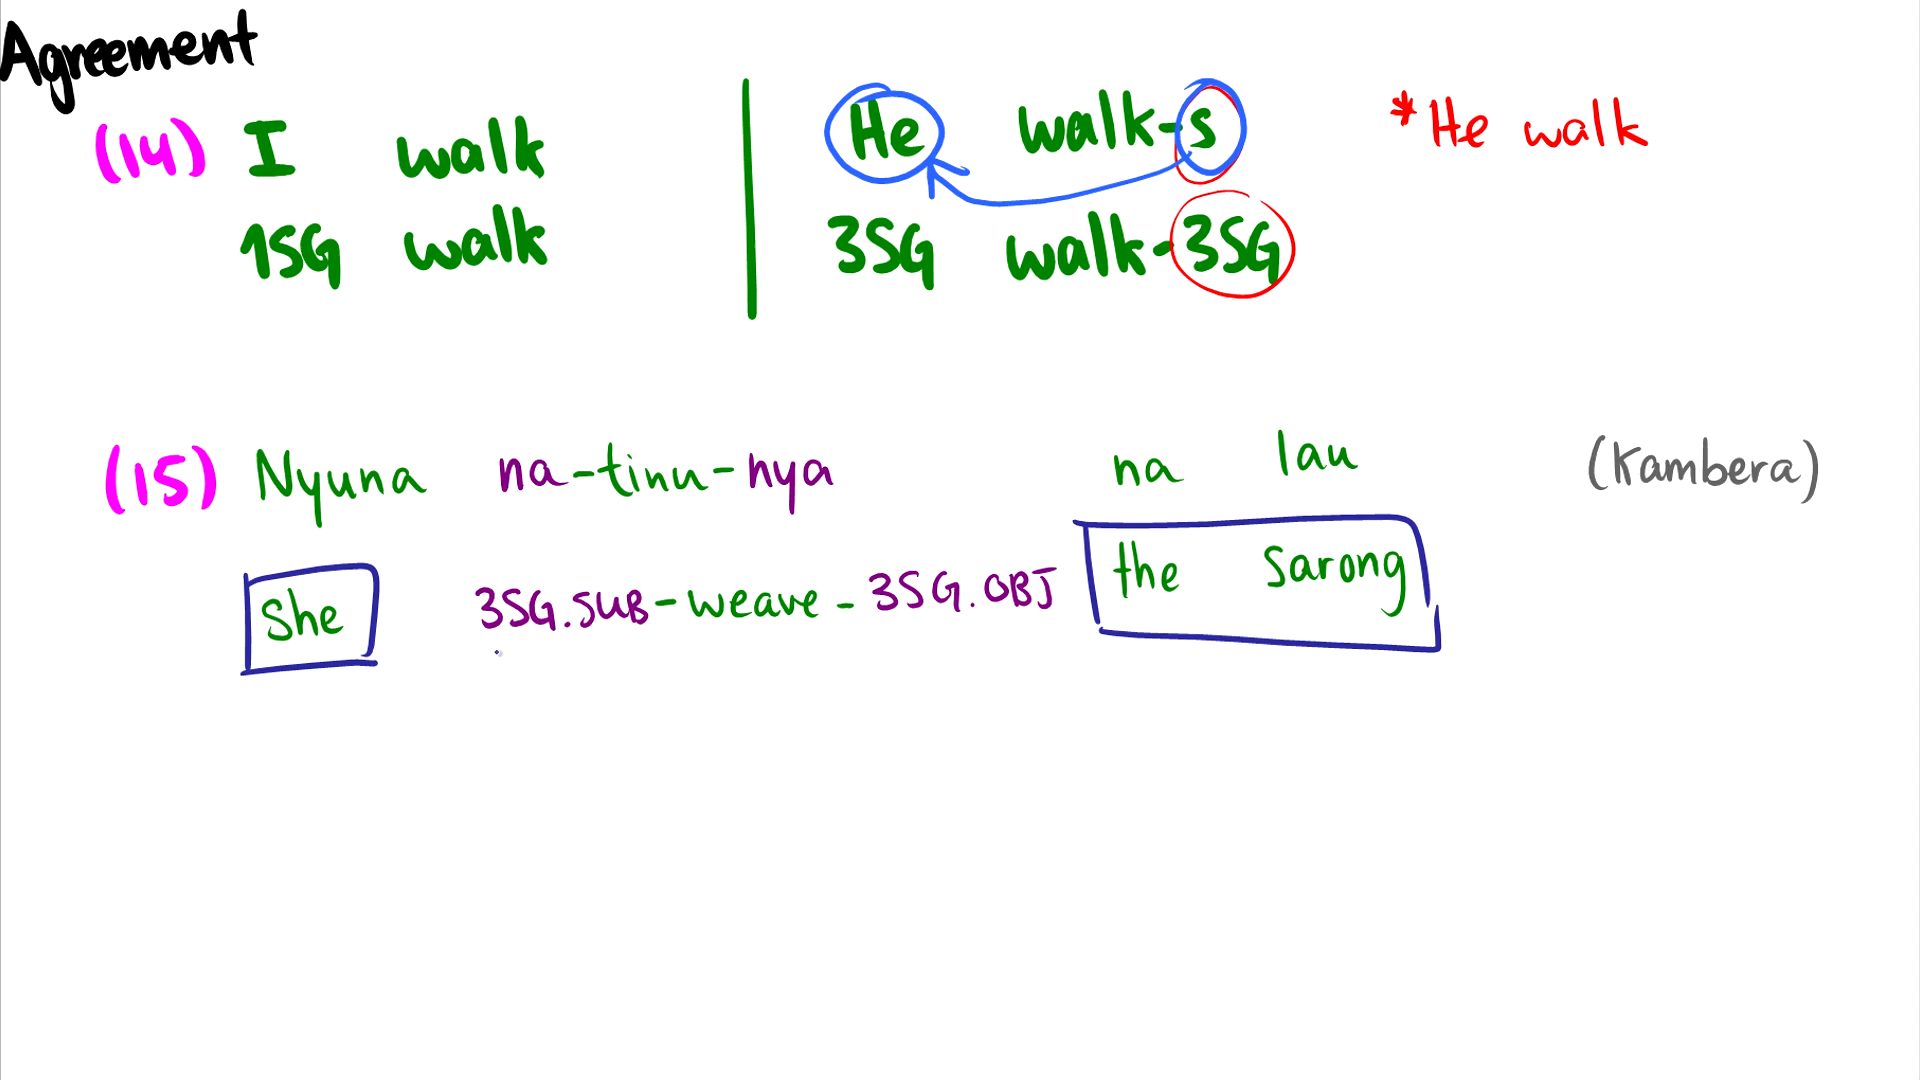 Agreement
(14) I walk He walk-s *He walk
1SG walk 3SG walk-3SG
(15) Nyuna na-tinu-nya na lau (Kambera)
She 3SG.SUB-weave-3SG.OBJ the Sarong